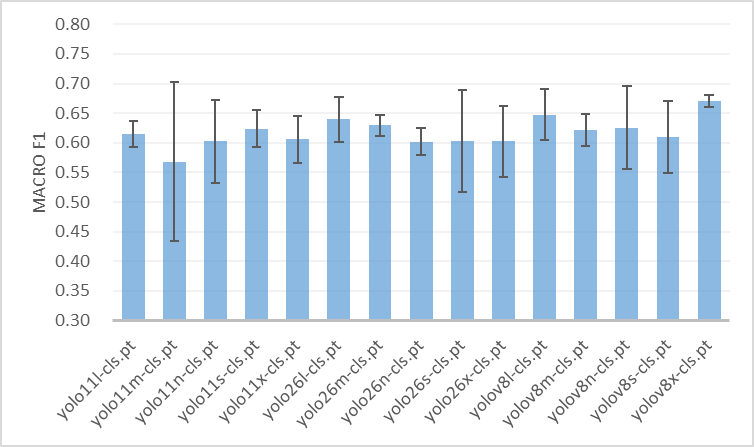 0.80
0.75
0.70
0.65
0.60
0.55
0.50
0.45
0.40
0.35
0.30
MACRO F1
yolo11l-cls.pt
yolo11m-cls.pt
yolo11n-cls.pt
yolo11s-cls.pt
yolo11x-cls.pt
yolo26l-cls.pt
yolo26m-cls.pt
yolo26n-cls.pt
yolo26s-cls.pt
yolo26x-cls.pt
yolov8l-cls.pt
yolov8m-cls.pt
yolov8n-cls.pt
yolov8s-cls.pt
yolov8x-cls.pt